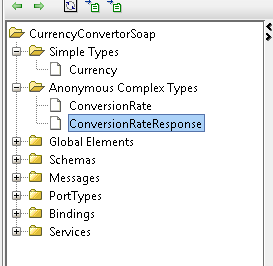 CurrencyConvertorSoap
Simple Types
Currency
Anonymous Complex Types
ConversionRate
ConversionRateResponse
Global Elements
Schemas
Messages
PortTypes
Bindings
Services